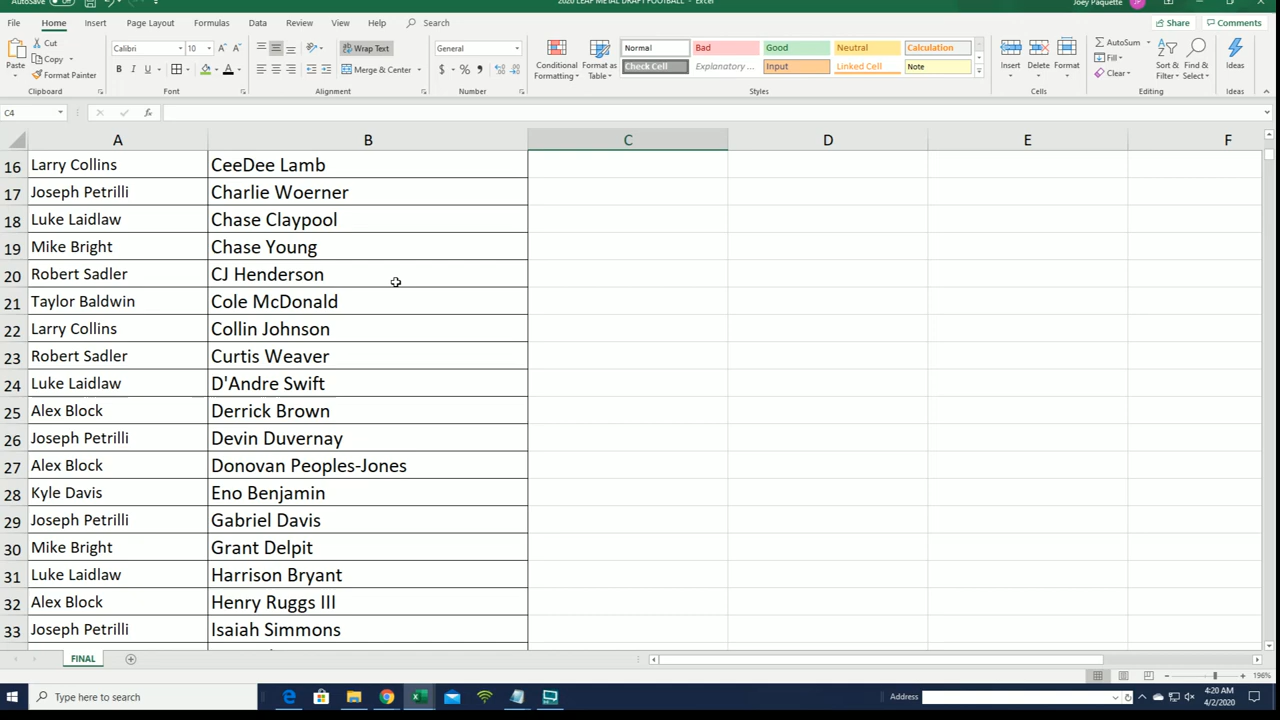 AutoSave
2020 LEAF METAL DRAFT FOOTBALL - Excel
Joey Paquette
JP
File Home Insert Page Layout Formulas Data Review View Help Search
Share Comments
Paste
Cut
Copy
Format Painter
Clipboard
Calibri 10
B I U
Font
Wrap Text
Merge & Center
Alignment
General
$ % ,
Number
Conditional Formatting
Format as Table
Normal Bad Good Neutral Calculation
Check Cell Explanatory ... Input Linked Cell Note
Styles
Insert Delete Format
Cells
AutoSum
Fill
Clear
Sort & Filter
Find & Select
Editing
Ideas
Ideas
C4 fx
A B C D E F
16 Larry Collins CeeDee Lamb
17 Joseph Petrilli Charlie Woerner
18 Luke Laidlaw Chase Claypool
19 Mike Bright Chase Young
20 Robert Sadler CJ Henderson
21 Taylor Baldwin Cole McDonald
22 Larry Collins Collin Johnson
23 Robert Sadler Curtis Weaver
24 Luke Laidlaw D'Andre Swift
25 Alex Block Derrick Brown
26 Joseph Petrilli Devin Duvernay
27 Alex Block Donovan Peoples-Jones
28 Kyle Davis Eno Benjamin
29 Joseph Petrilli Gabriel Davis
30 Mike Bright Grant Delpit
31 Luke Laidlaw Harrison Bryant
32 Alex Block Henry Ruggs III
33 Joseph Petrilli Isaiah Simmons
FINAL
196%
Type here to search
Address
4:20 AM
4/2/2020